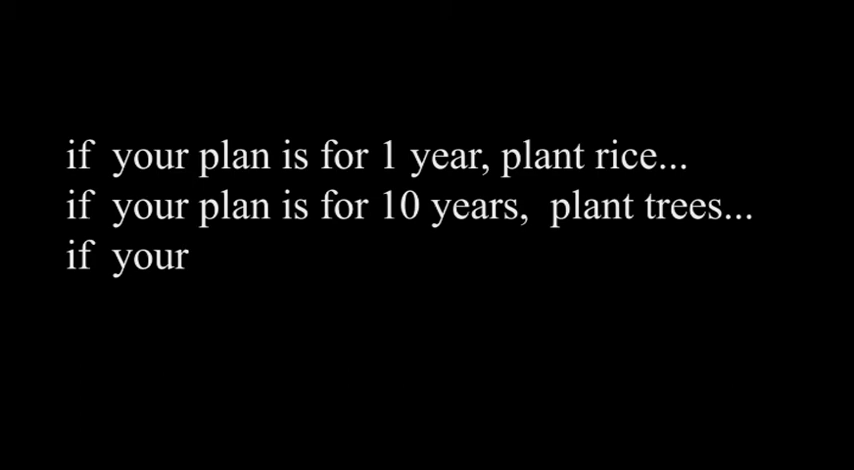 if your plan is for 1 year, plant rice...
if your plan is for 10 years, plant trees...
if your